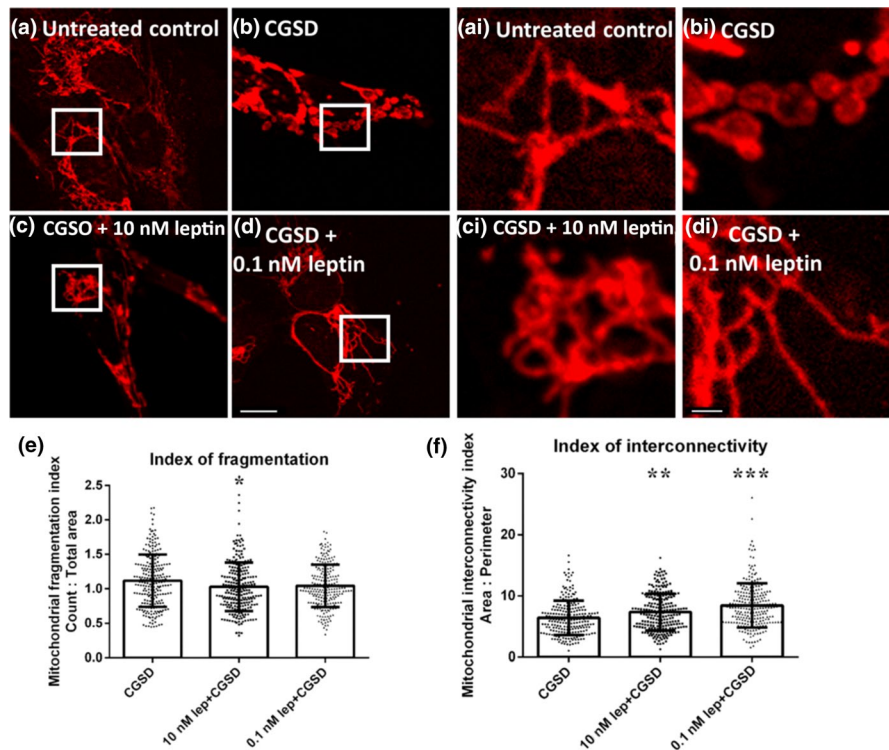 (a) Untreated control
(b) CGSD
(ai) Untreated control
(bi) CGSD
(c) CGSO + 10 nM leptin
(d) CGSD +
0.1 nM leptin
(ci) CGSD + 10 nM leptin
(di) CGSD +
0.1 nM leptin
(e)
Index of fragmentation
Mitochondrial fragmentation index
Count : Total area
2.5
2.0
1.5
1.0
0.5
0.0
*
CGSD
10 nM lep+CGSD
0.1 nM lep+CGSD
(f)
Index of interconnectivity
Mitochondrial interconnectivity index
Area : Perimeter
30
20
10
0
**
***
CGSD
10 nM lep+CGSD
0.1 nM lep+CGSD